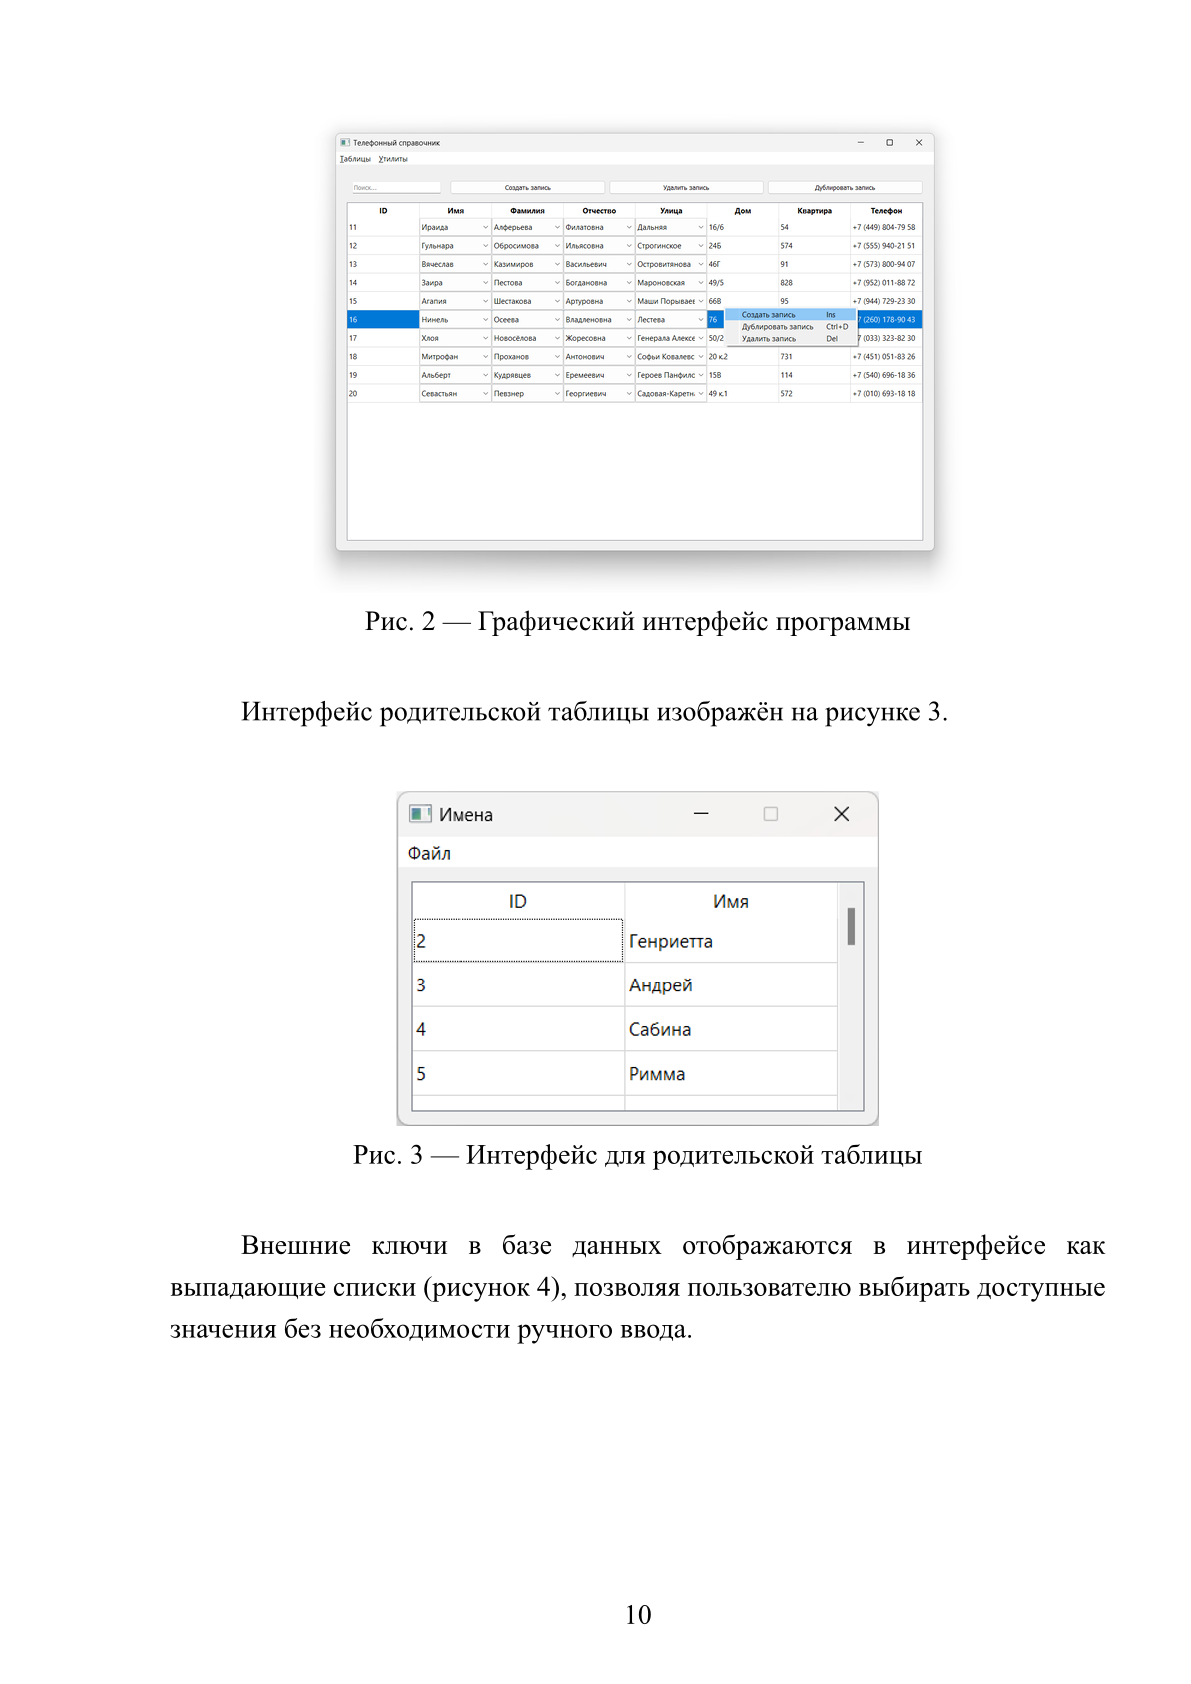 Телефонный справочник
Таблицы Утилиты
Поиск... Создать запись Удалить запись Дублировать запись
ID Имя Фамилия Отчество Улица Дом Квартира Телефон
11 Ираида Алферьева Филатовна Дальняя 16/6 54 +7 (449) 804-79 58
12 Гульнара Обросимова Ильясовна Строгинское 24Б 574 +7 (555) 940-21 51
13 Вячеслав Казимиров Васильевич Островитянова 46Г 91 +7 (573) 800-94 07
14 Заира Пестова Богдановна Мароновская 49/5 828 +7 (952) 011-88 72
15 Агапия Шестакова Артуровна Маши Порываев 66В 95 +7 (944) 729-23 30
16 Нинель Осеева Владленовна Лестева 76 7 (260) 178-90 43
Создать запись Ins
Дублировать запись Ctrl+D
Удалить запись Del
17 Хлоя Новосёлова Жоресовна Генерала Алексе 50/2 +7 (033) 323-82 30
18 Митрофан Проханов Антонович Софьи Ковалевс 20 к.2 731 +7 (451) 051-83 26
19 Альберт Кудрявцев Еремеевич Героев Панфилс 15В 114 +7 (540) 696-18 36
20 Севастьян Певзнер Георгиевич Садовая-Каретн 49 к.1 572 +7 (010) 693-18 18
Рис. 2 — Графический интерфейс программы
Интерфейс родительской таблицы изображён на рисунке 3.
Имена
Файл
ID Имя
2 Генриетта
3 Андрей
4 Сабина
5 Римма
Рис. 3 — Интерфейс для родительской таблицы
Внешние ключи в базе данных отображаются в интерфейсе как
выпадающие списки (рисунок 4), позволяя пользователю выбирать доступные
значения без необходимости ручного ввода.
10